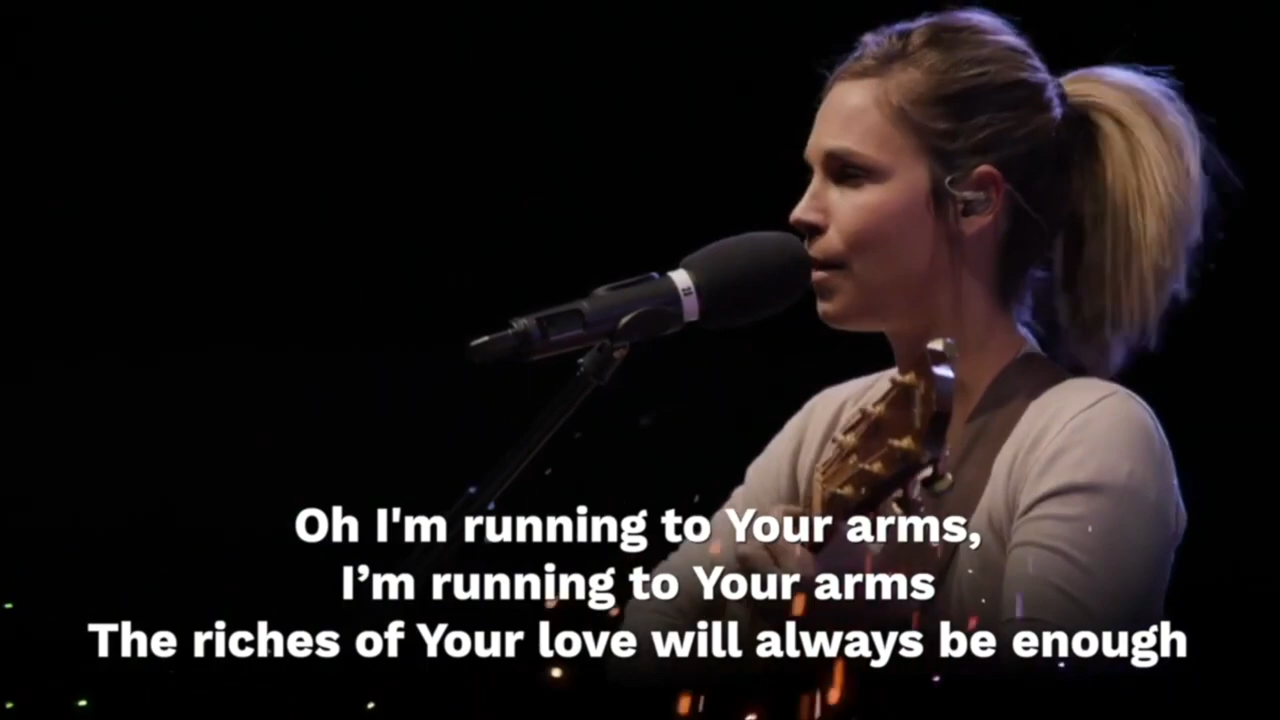 Oh I'm running to Your arms,
I’m running to Your arms
The riches of Your love will always be enough